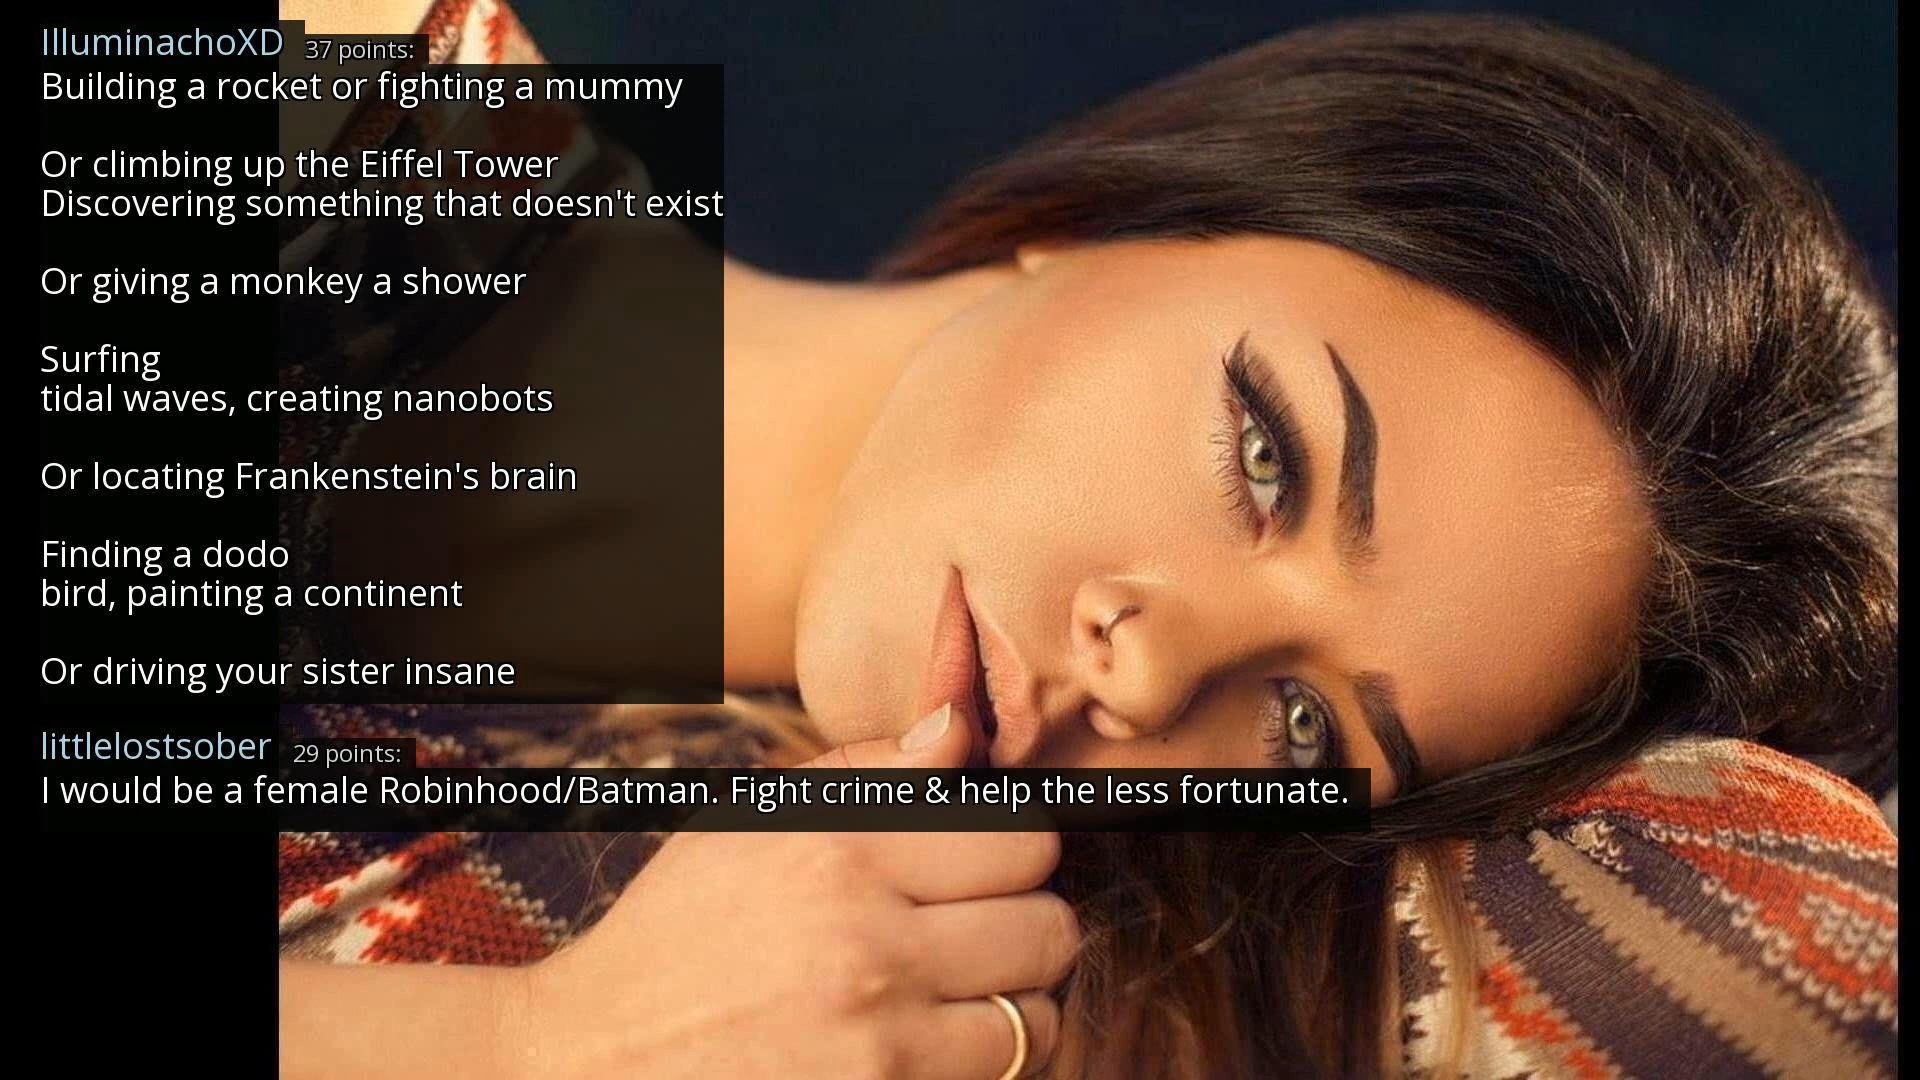 IlluminachoXD 37 points:
Building a rocket or fighting a mummy
Or climbing up the Eiffel Tower
Discovering something that doesn't exist
Or giving a monkey a shower
Surfing
tidal waves, creating nanobots
Or locating Frankenstein's brain
Finding a dodo
bird, painting a continent
Or driving your sister insane
littlelostsober 29 points:
I would be a female Robinhood/Batman. Fight crime & help the less fortunate.